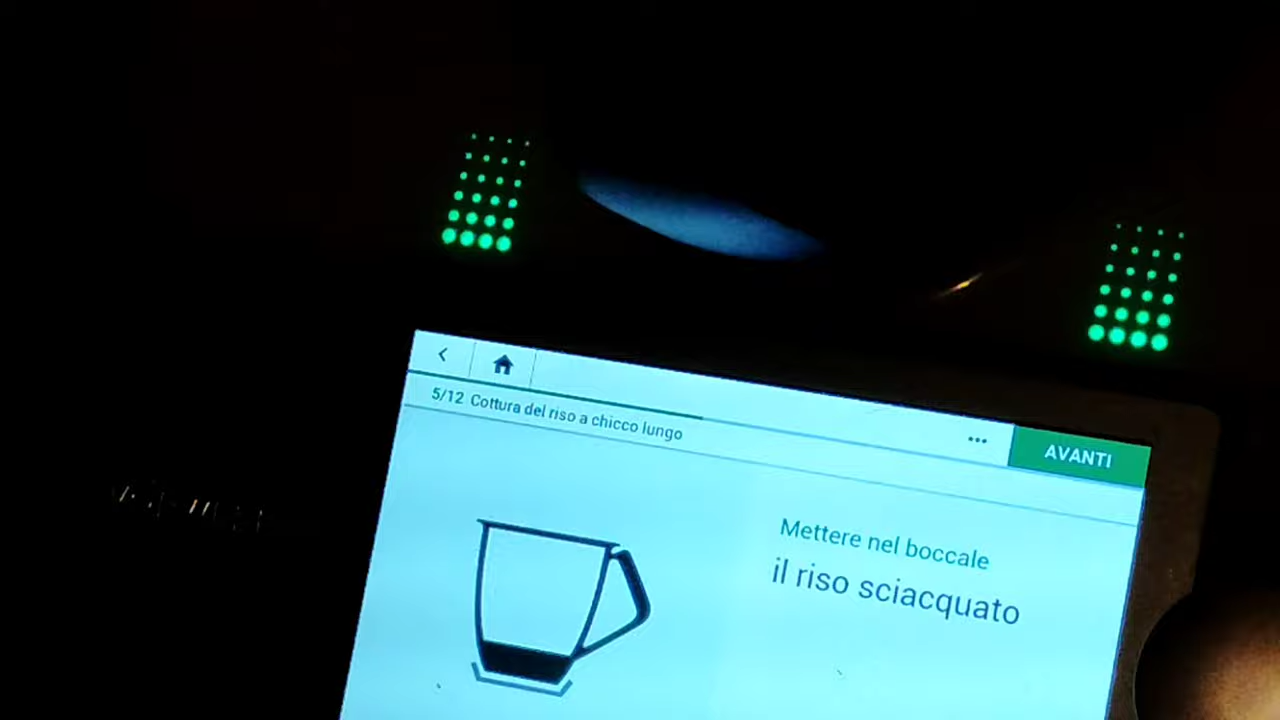 5/12 Cottura del riso a chicco lungo
AVANTI
Mettere nel boccale
il riso sciacquato